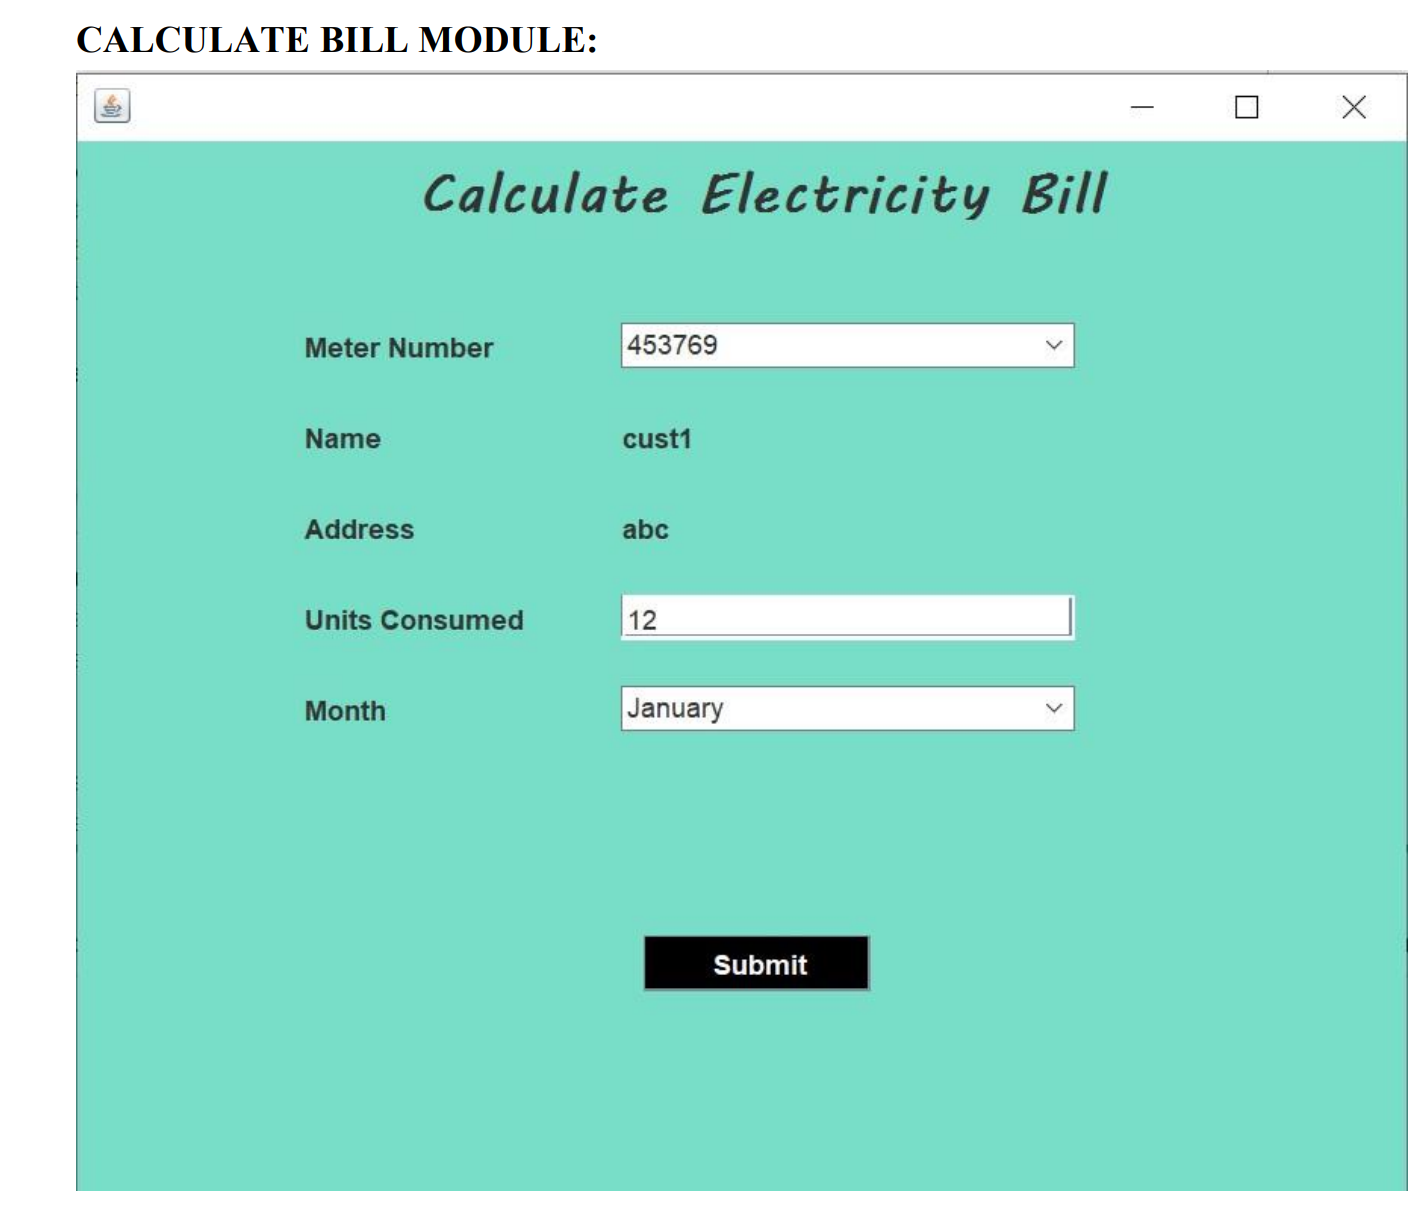 CALCULATE BILL MODULE:
Calculate Electricity Bill
Meter Number 453769
Name cust1
Address abc
Units Consumed 12
Month January
Submit